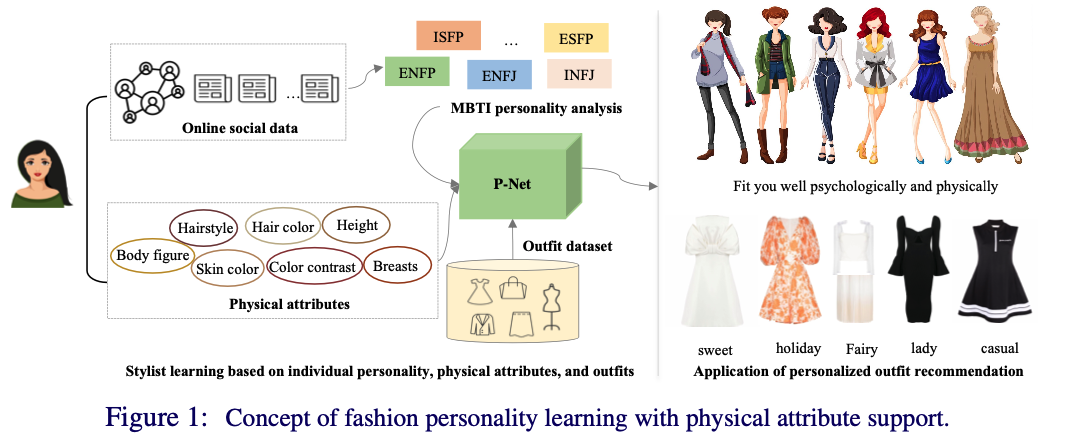 ISFP
...
ESFP
ENFP
ENFJ
INFJ
MBTI personality analysis
...
Online social data
P-Net
Outfit dataset
Hairstyle
Hair color
Height
Body figure
Skin color
Color contrast
Breasts
Physical attributes
Stylist learning based on individual personality, physical attributes, and outfits
Fit you well psychologically and physically
sweet
holiday
Fairy
lady
casual
Application of personalized outfit recommendation
Figure 1: Concept of fashion personality learning with physical attribute support.